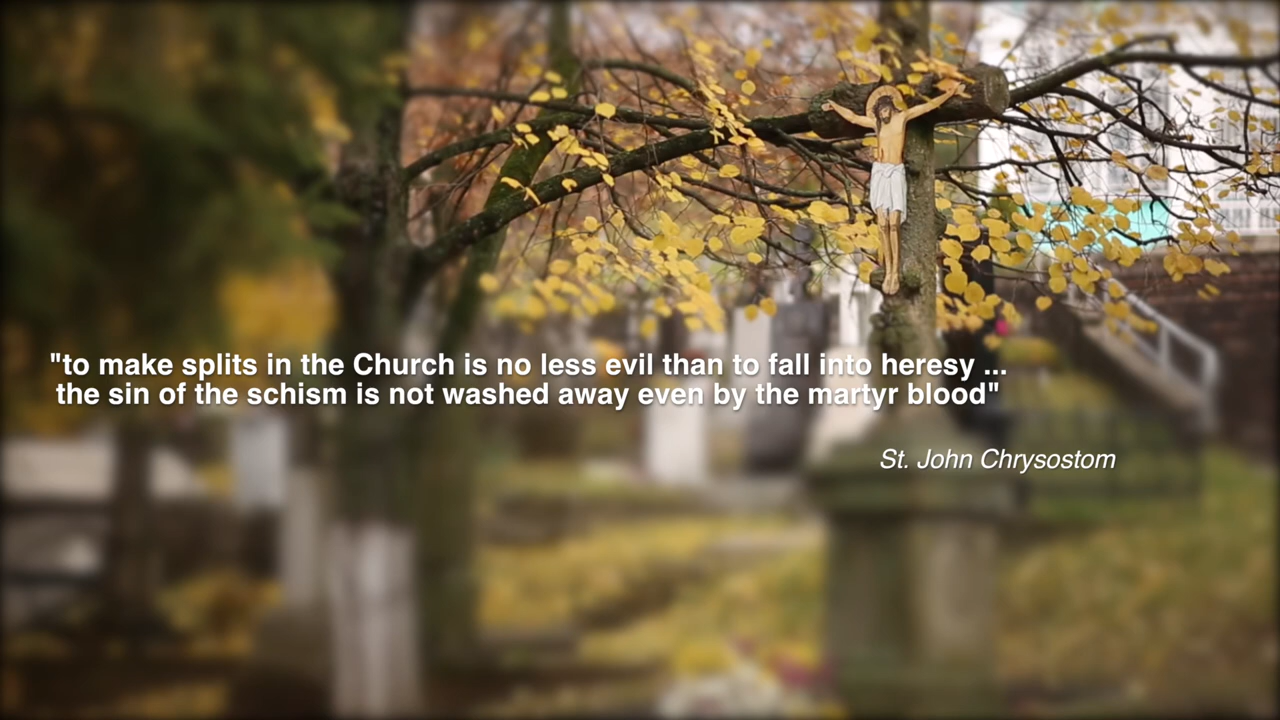 "to make splits in the Church is no less evil than to fall into heresy ...
the sin of the schism is not washed away even by the martyr blood"
St. John Chrysostom